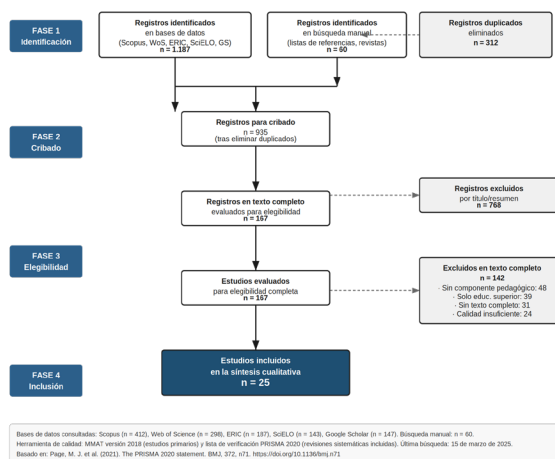 FASE 1
Identificación
Registros identificados
en bases de datos
(Scopus, WoS, ERIC, SciELO, GS)
n = 1.187
Registros identificados
en búsqueda manual
(listas de referencias, revistas)
n = 60
Registros duplicados
eliminados
n = 312
FASE 2
Cribado
Registros para cribado
n = 935
(tras eliminar duplicados)
Registros en texto completo
evaluados para elegibilidad
n = 167
Registros excluidos
por título/resumen
n = 768
FASE 3
Elegibilidad
Estudios evaluados
para elegibilidad completa
n = 167
Excluidos en texto completo
n = 142
· Sin componente pedagógico: 48
· Solo educ. superior: 39
· Sin texto completo: 31
· Calidad insuficiente: 24
FASE 4
Inclusión
Estudios incluidos
en la síntesis cualitativa
n = 25
Bases de datos consultadas: Scopus (n = 412), Web of Science (n = 298), ERIC (n = 187), SciELO (n = 143), Google Scholar (n = 147). Búsqueda manual: n = 60.
Herramienta de calidad: MMAT versión 2018 (estudios primarios) y lista de verificación PRISMA 2020 (revisiones sistemáticas incluidas). Última búsqueda: 15 de marzo de 2025.
Basado en: Page, M. J. et al. (2021). The PRISMA 2020 statement. BMJ, 372, n71. https://doi.org/10.1136/bmj.n71